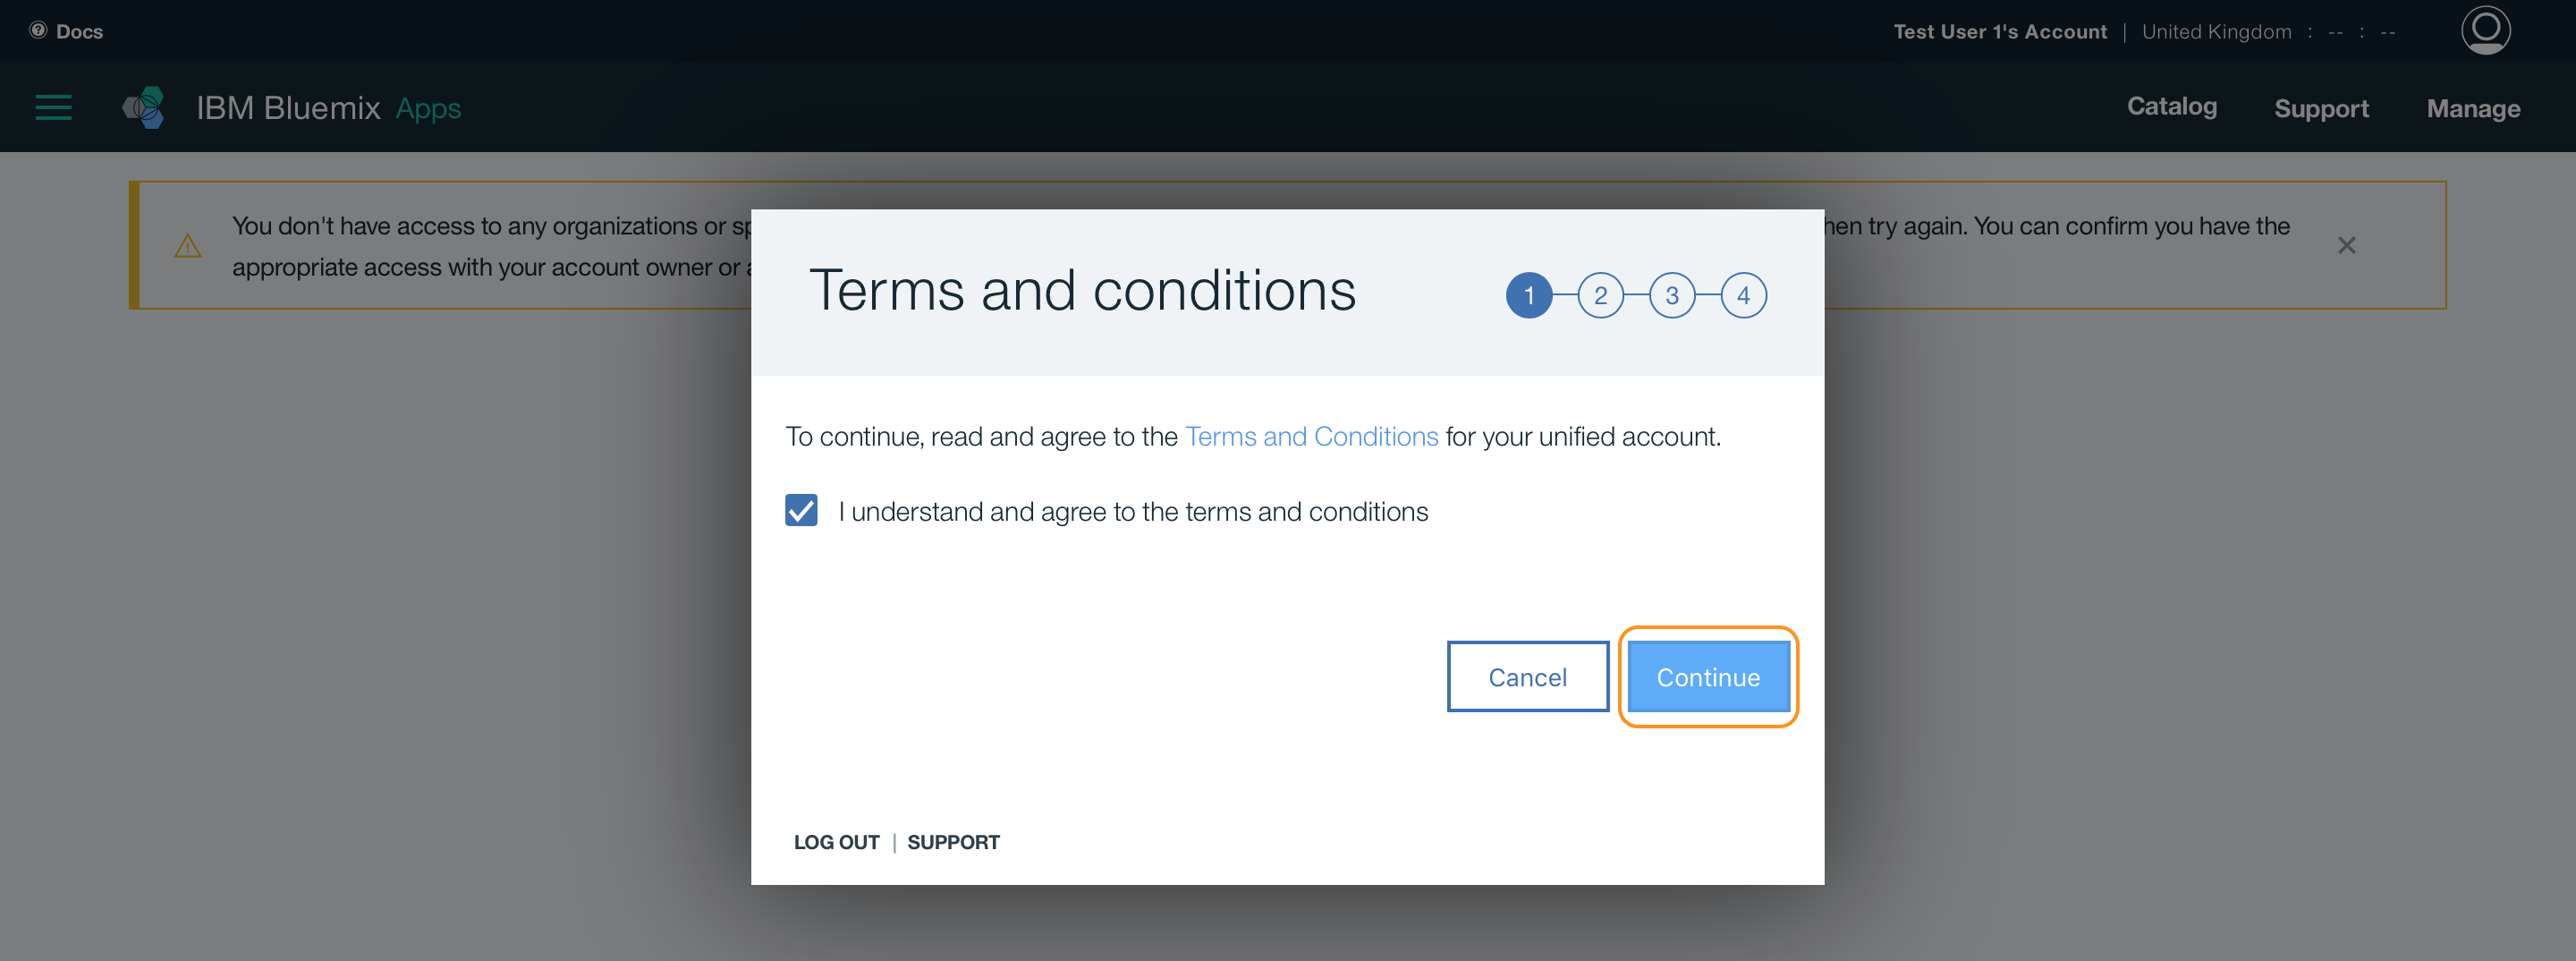 Docs
Test User 1's Account | United Kingdom : -- : --
IBM Bluemix Apps
Catalog Support Manage
You don't have access to any organizations or
hen try again. You can confirm you have the
appropriate access with your account owner or
Terms and conditions
1 2 3 4
To continue, read and agree to the Terms and Conditions for your unified account.
I understand and agree to the terms and conditions
Cancel
Continue
LOG OUT | SUPPORT